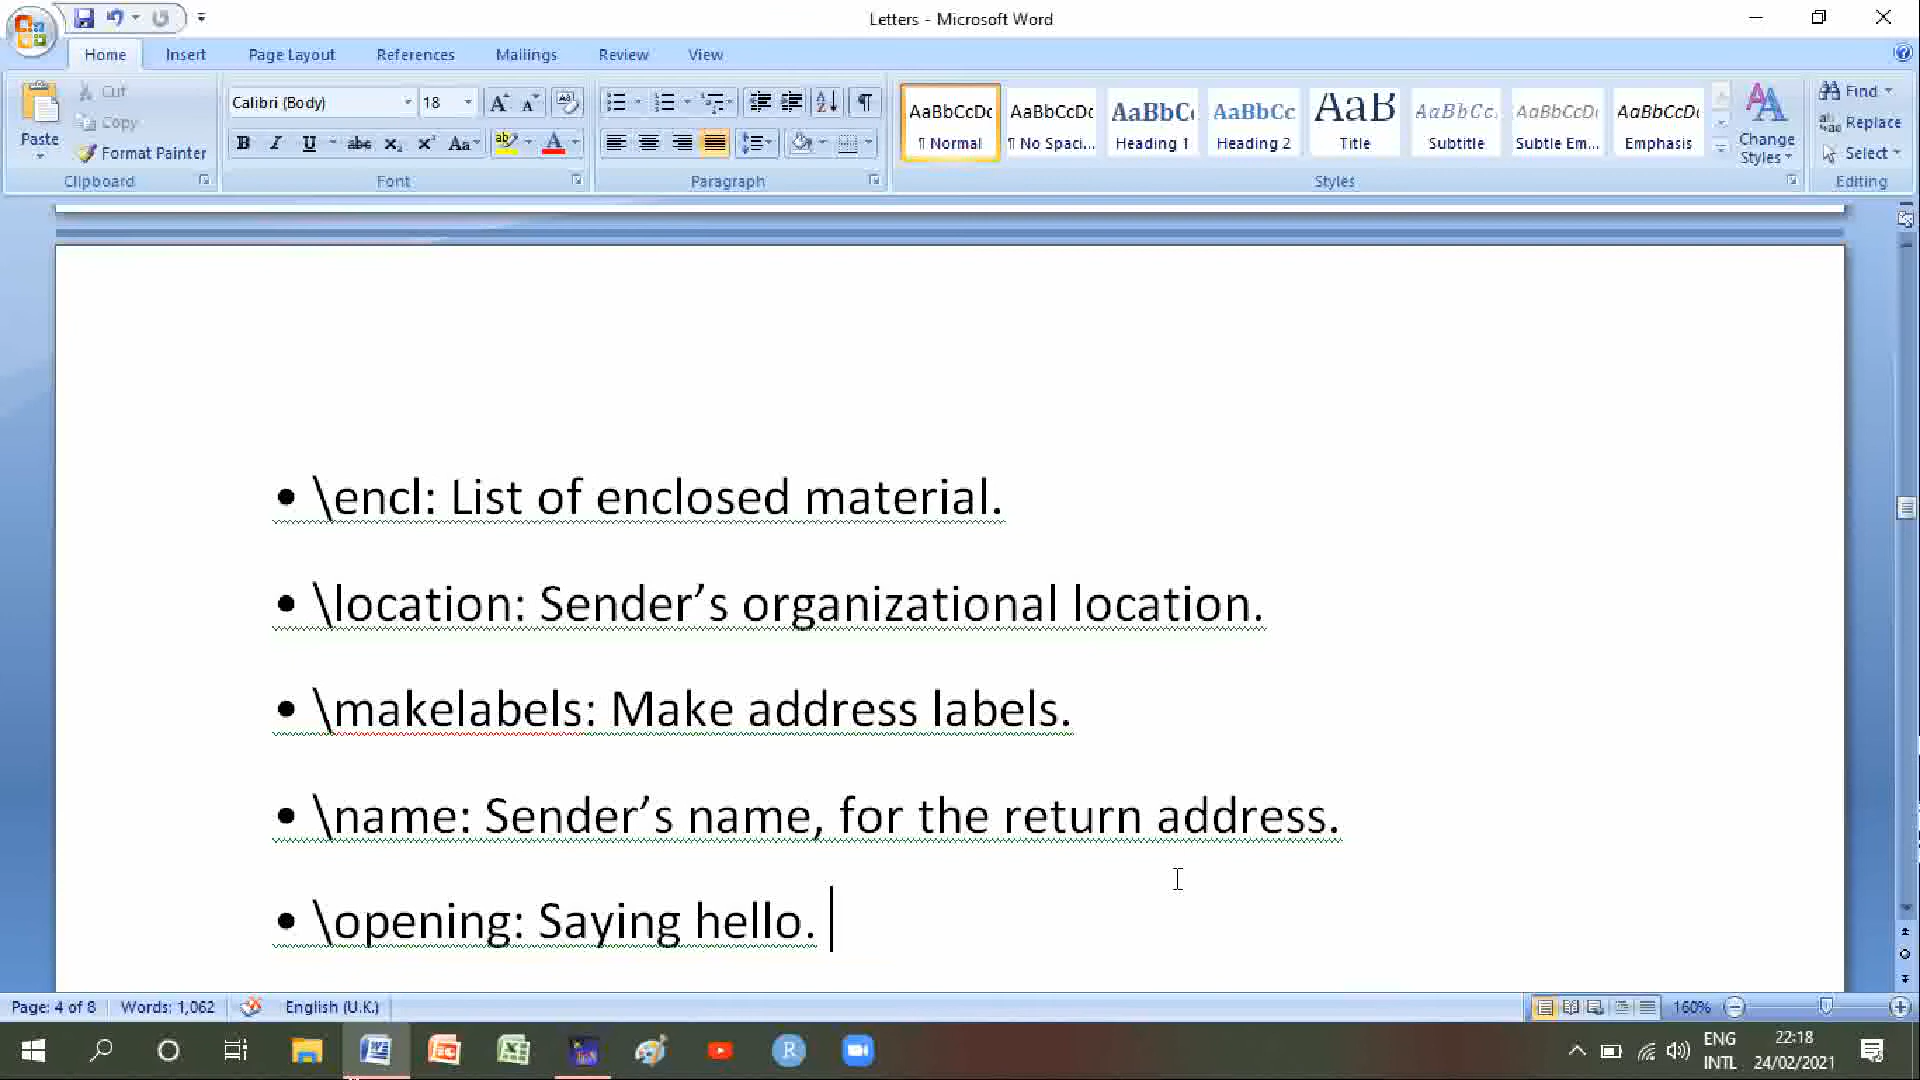 Letters - Microsoft Word
Home Insert Page Layout References Mailings Review View
Paste
Cut
Copy
Format Painter
Clipboard
Calibri (Body) 18
Font
Paragraph
AaBbCcDc AaBbCcDc AaBbC AaBbCc AaB AaBbCc. AaBbCcDi AaBbCcDi
¶ Normal ¶ No Spaci... Heading 1 Heading 2 Title Subtitle Subtle Em... Emphasis
Change Styles
Styles
Find
Replace
Select
Editing
• \encl: List of enclosed material.
• \location: Sender’s organizational location.
• \makelabels: Make address labels.
• \name: Sender’s name, for the return address.
• \opening: Saying hello.
Page: 4 of 8 Words: 1,062 English (U.K.) 160%
ENG INTL
22:18
24/02/2021